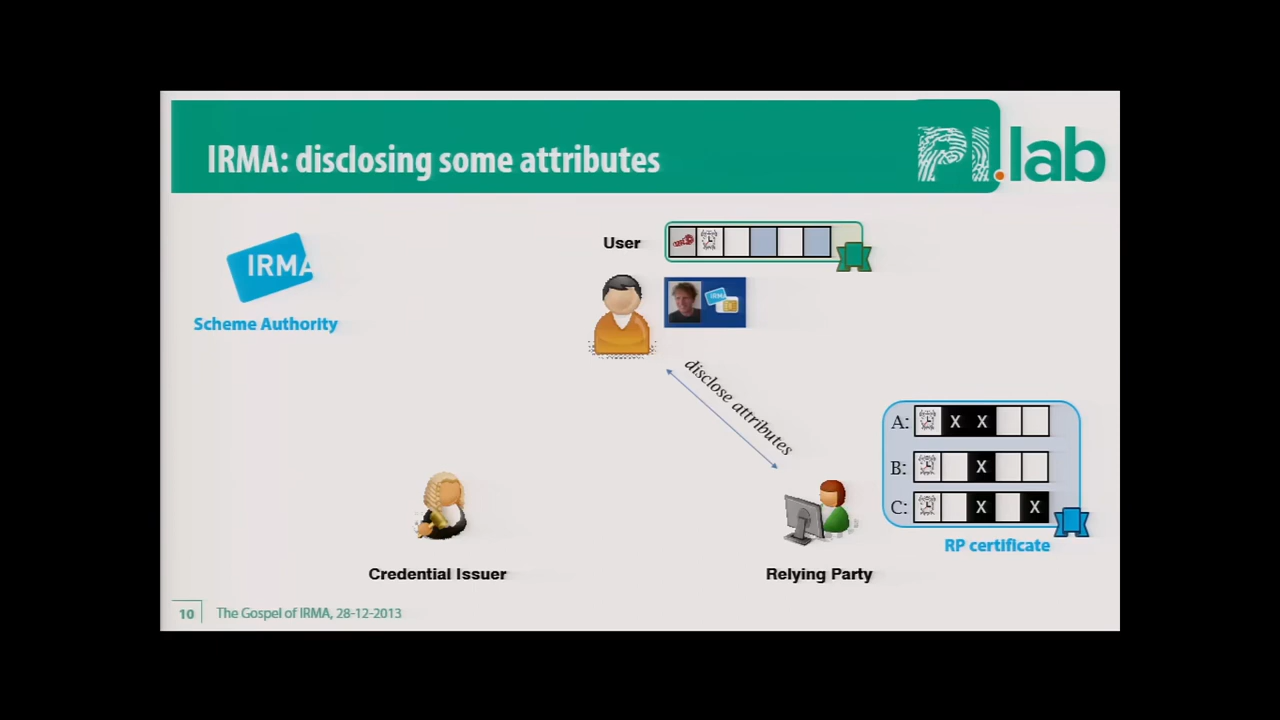 IRMA: disclosing some attributes
PI.lab
User
IRMA
Scheme Authority
IRMA
disclose attributes
A: X X
B: X
C: X X
RP certificate
Credential Issuer
Relying Party
10 The Gospel of IRMA, 28-12-2013